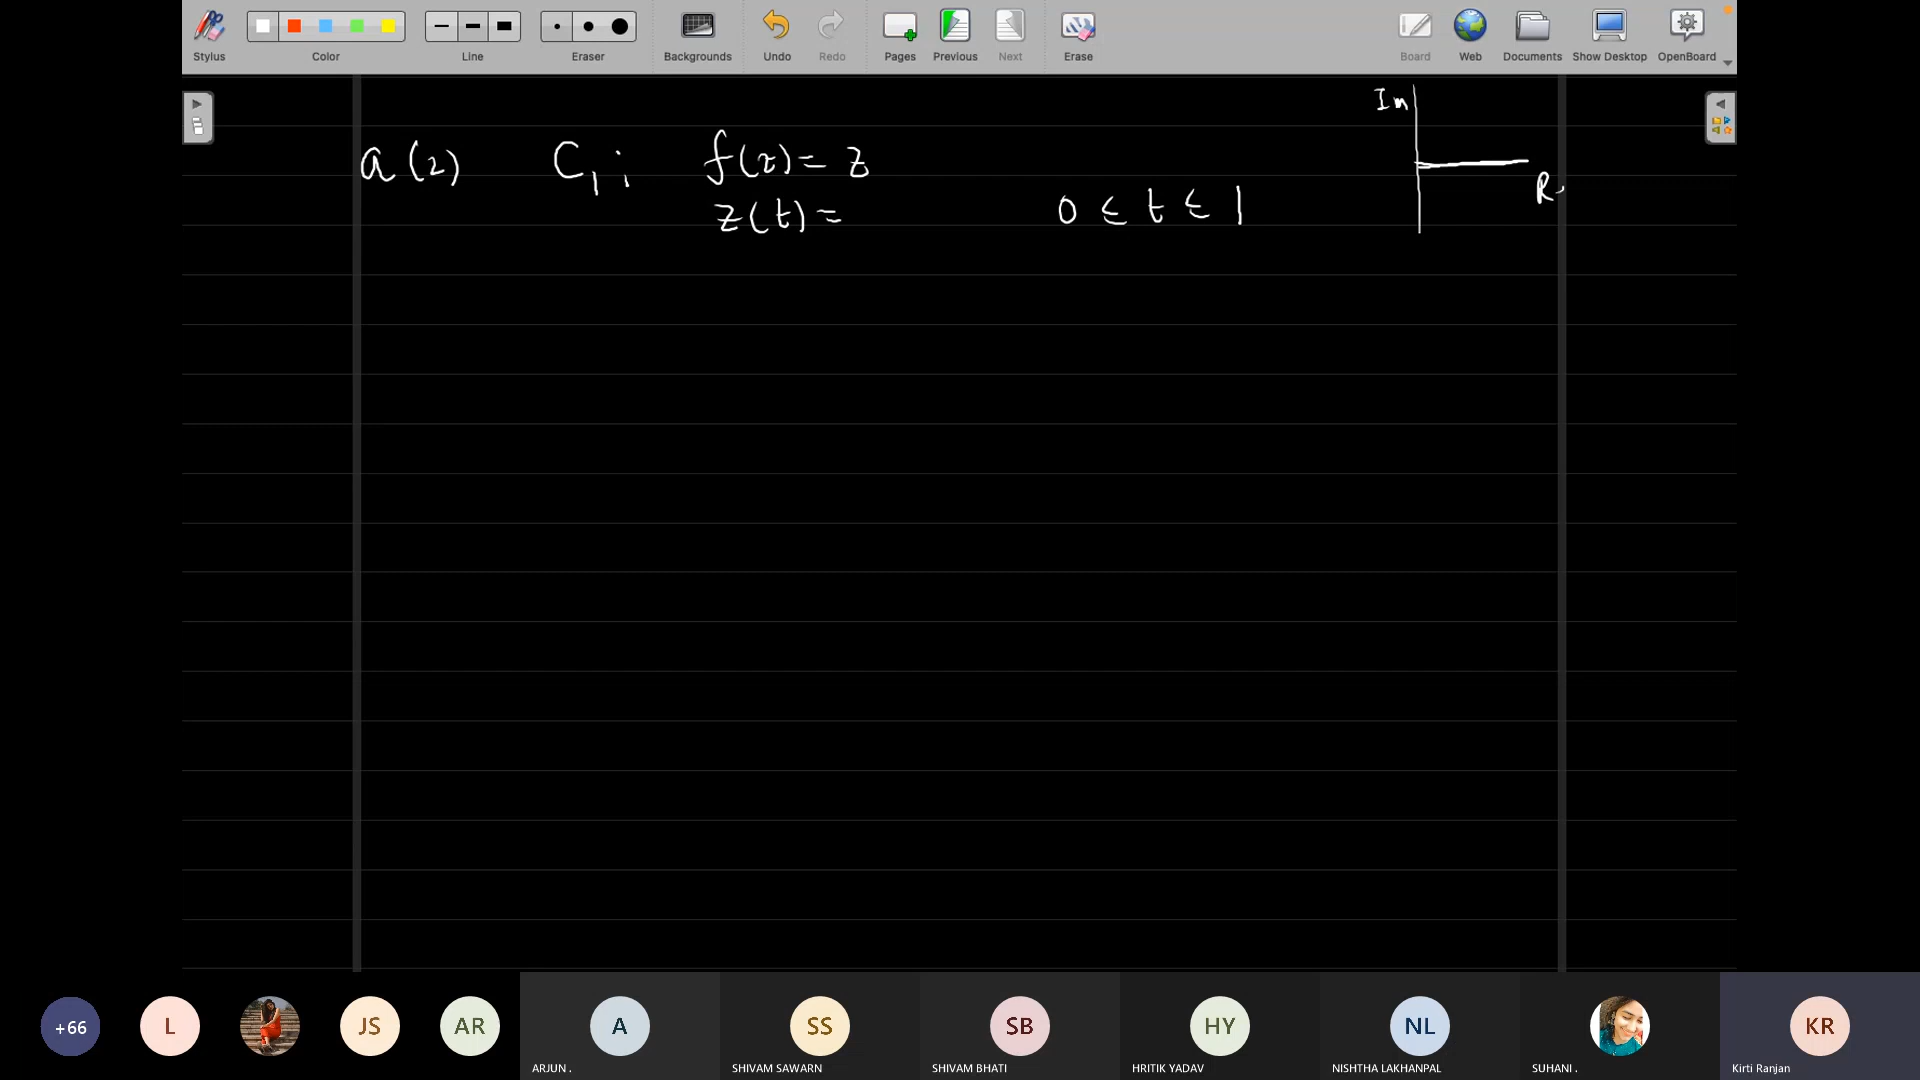 Stylus Color Line Eraser Backgrounds Undo Redo Pages Previous Next Erase Board Web Documents Show Desktop OpenBoard
Im
a (2) C₁ ; f(z) = z
R
z(t) = 0 ≤ t ≤ 1
+66 L JS AR A SS SB HY NL KR
ARJUN . SHIVAM SAWARN SHIVAM BHATI HRITIK YADAV NISHTHA LAKHANPAL SUHANI . Kirti Ranjan